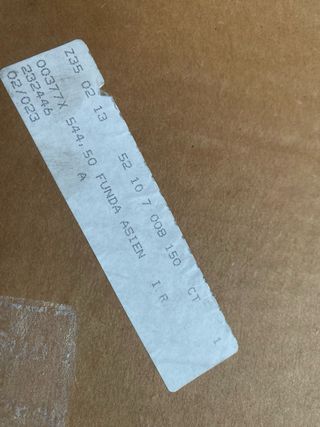 Z35 02 13 52 10 7 008 150 CT 1
00377X 544,50 FUNDA ASIEN I R
232446 A
02/023